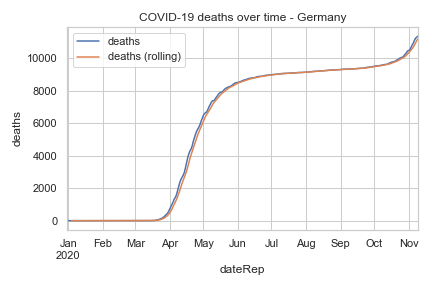 COVID-19 deaths over time - Germany
deaths
deaths (rolling)
deaths
10000
8000
6000
4000
2000
0
Jan Feb Mar Apr May Jun Jul Aug Sep Oct Nov
2020
dateRep